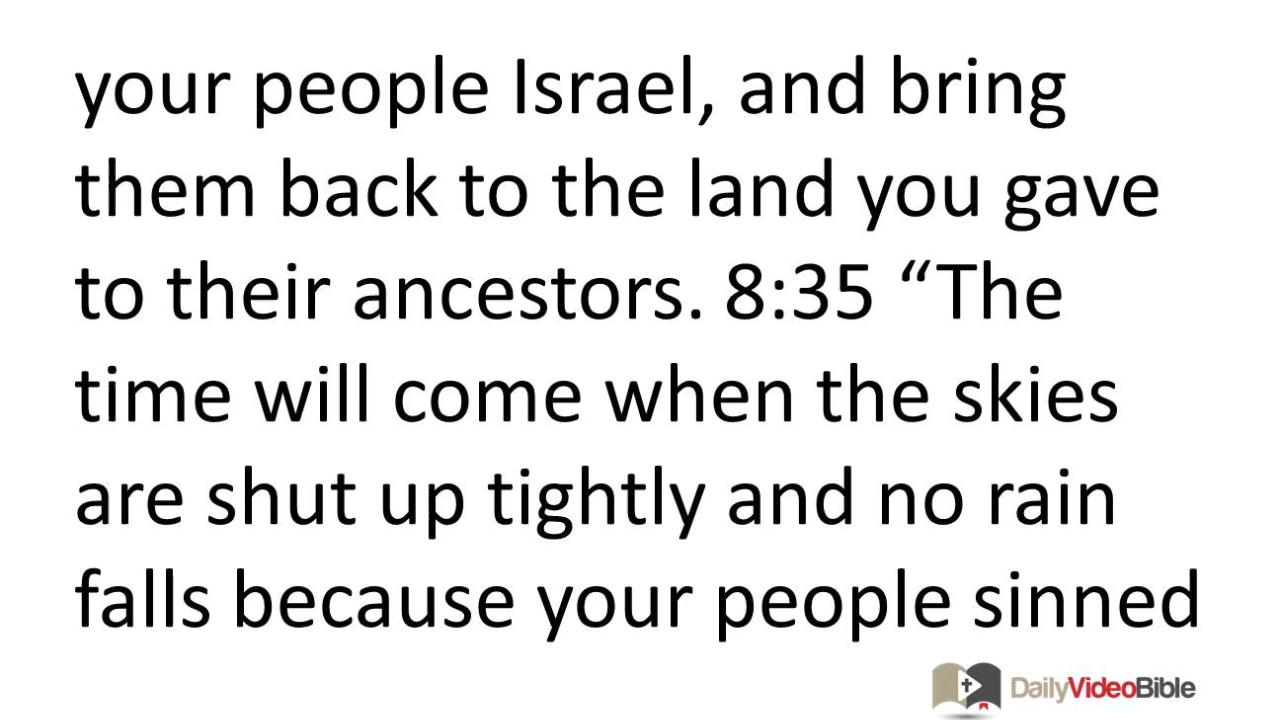 your people Israel, and bring
them back to the land you gave
to their ancestors. 8:35 “The
time will come when the skies
are shut up tightly and no rain
falls because your people sinned
DailyVideoBible